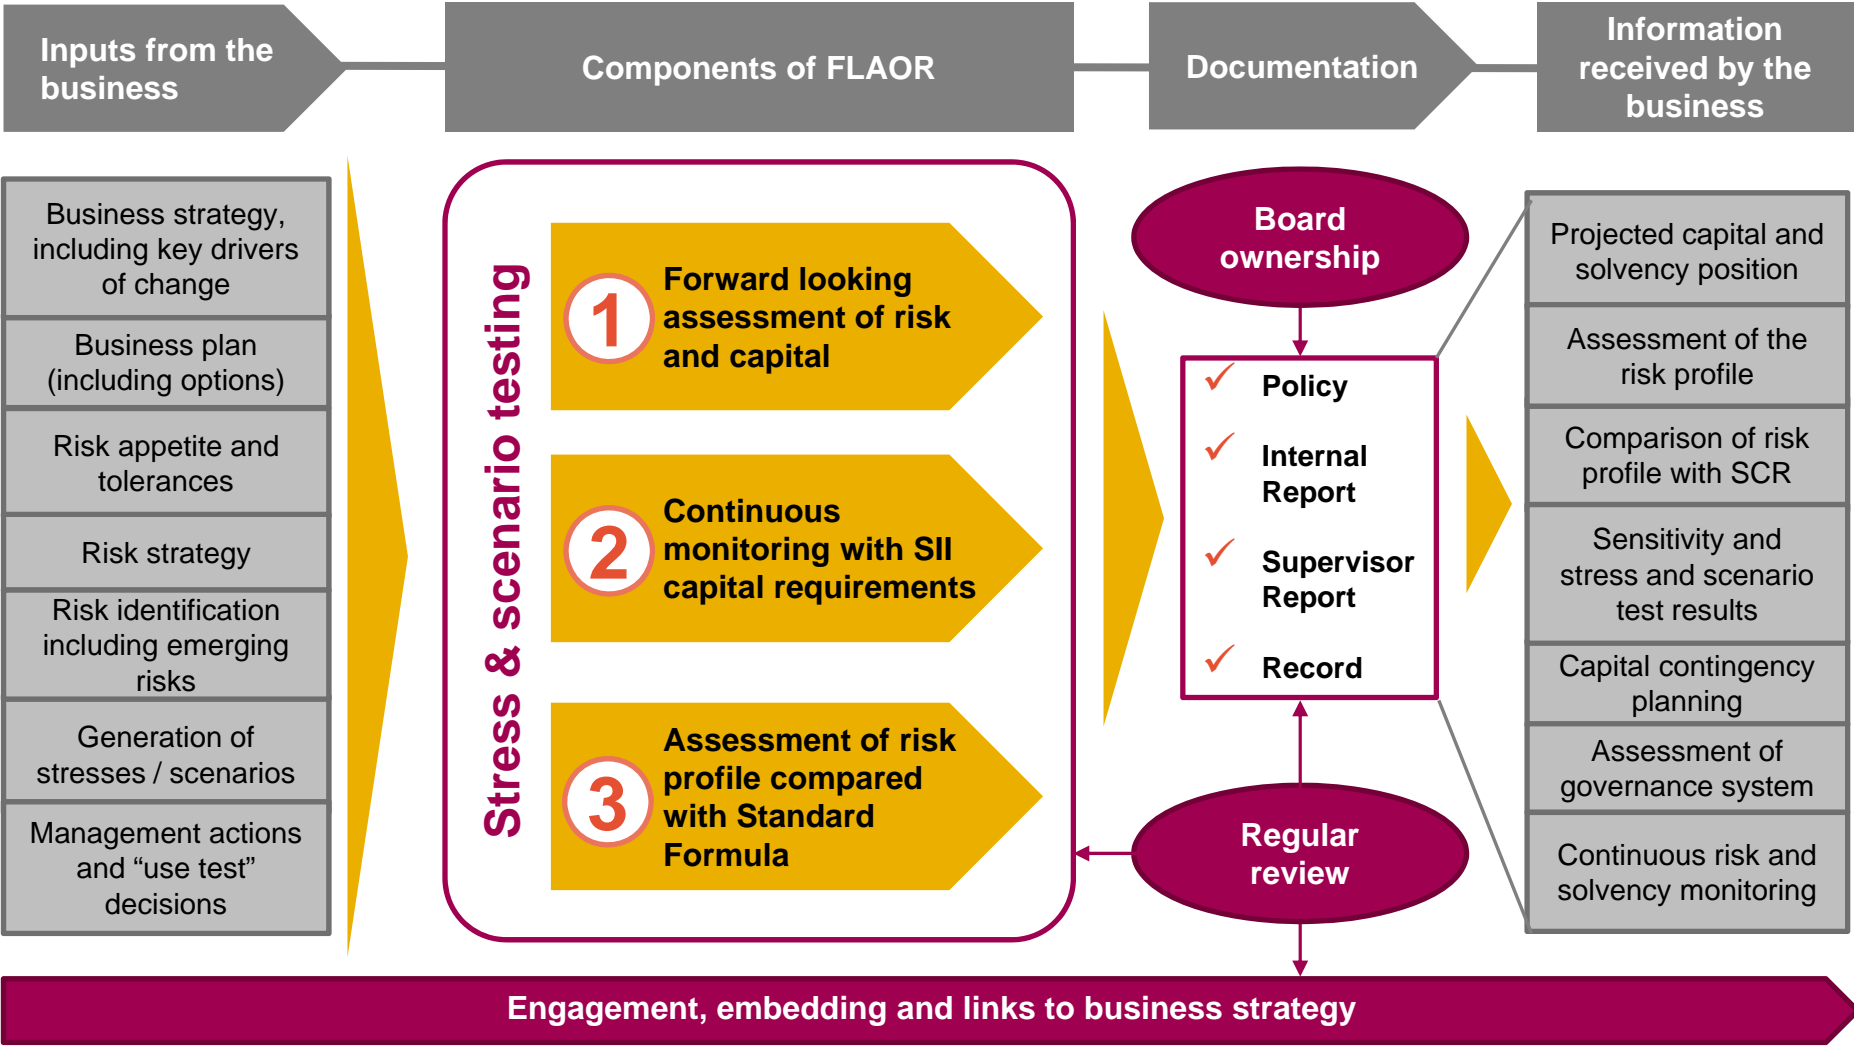 Inputs from the
business
Components of FLAOR
Documentation
Information
received by the
business
Business strategy,
including key drivers
of change
Business plan
(including options)
Risk appetite and
tolerances
Risk strategy
Risk identification
including emerging
risks
Generation of
stresses / scenarios
Management actions
and “use test”
decisions
Stress & scenario testing
1
Forward looking
assessment of risk
and capital
2
Continuous
monitoring with SII
capital requirements
3
Assessment of risk
profile compared
with Standard
Formula
Board
ownership
Policy
Internal
Report
Supervisor
Report
Record
Regular
review
Projected capital and
solvency position
Assessment of the
risk profile
Comparison of risk
profile with SCR
Sensitivity and
stress and scenario
test results
Capital contingency
planning
Assessment of
governance system
Continuous risk and
solvency monitoring
Engagement, embedding and links to business strategy